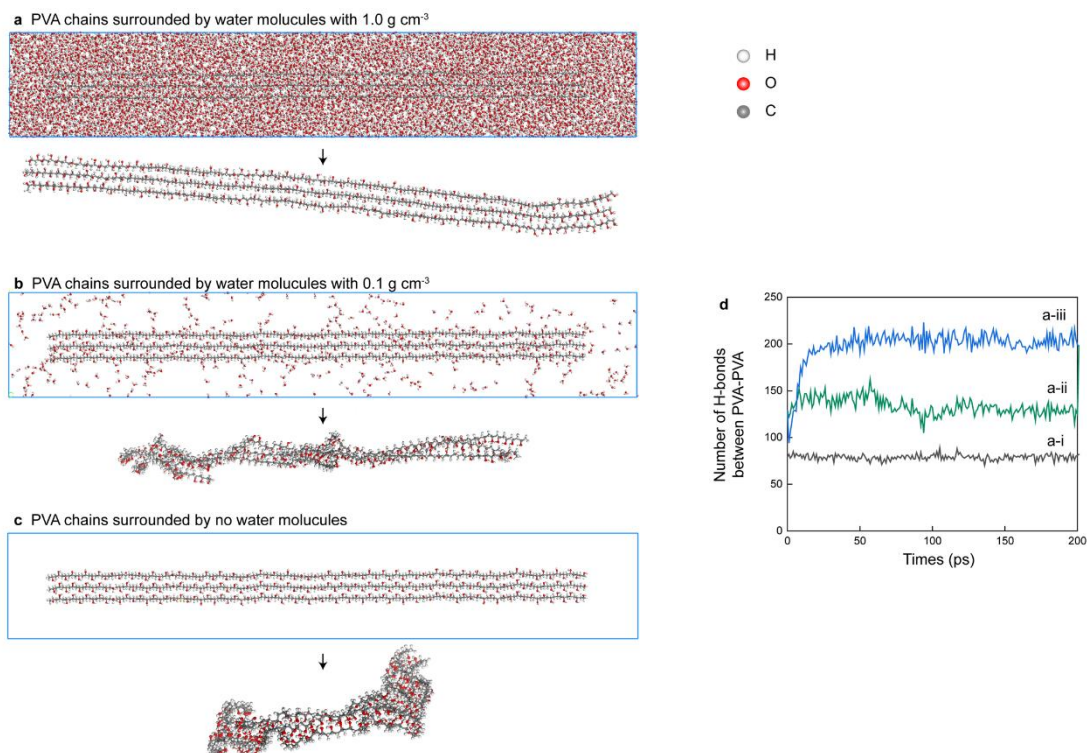 a PVA chains surrounded by water molucules with 1.0 g cm⁻³
H
O
C
b PVA chains surrounded by water molucules with 0.1 g cm⁻³
c PVA chains surrounded by no water molucules
d
Number of H-bonds
between PVA-PVA
250
200
150
100
50
0
a-iii
a-ii
a-i
0 50 100 150 200
Times (ps)